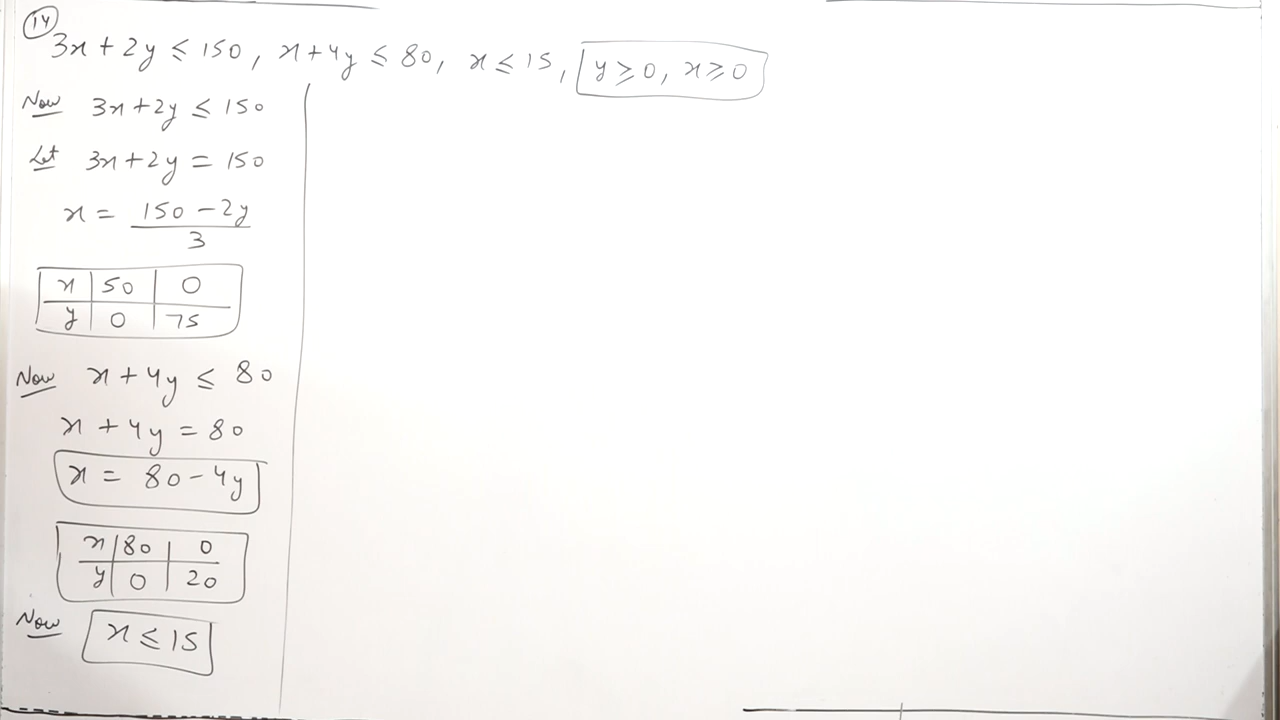 14
3x + 2y ≤ 150, x + 4y ≤ 80, x ≤ 15, y ≥ 0, x ≥ 0
Now 3x + 2y ≤ 150
Let 3x + 2y = 150
x = 150 - 2y
3
x 50 0
y 0 75
Now x + 4y ≤ 80
x + 4y = 80
x = 80 - 4y
x 80 0
y 0 20
Now x ≤ 15